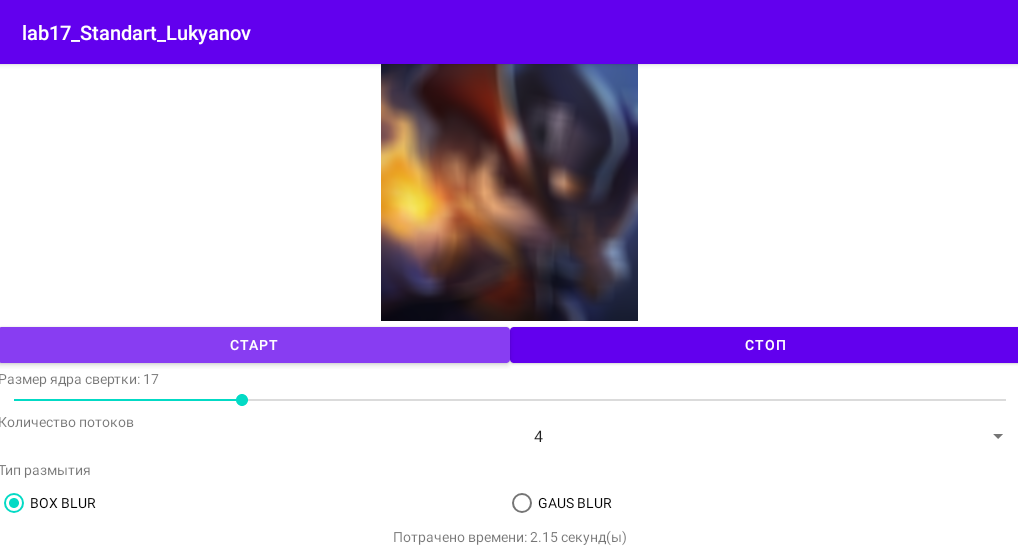 lab17_Standart_Lukyanov
СТАРТ
СТОП
Размер ядра свертки: 17
Количество потоков
4
Тип размытия
BOX BLUR
GAUS BLUR
Потрачено времени: 2.15 секунд(ы)